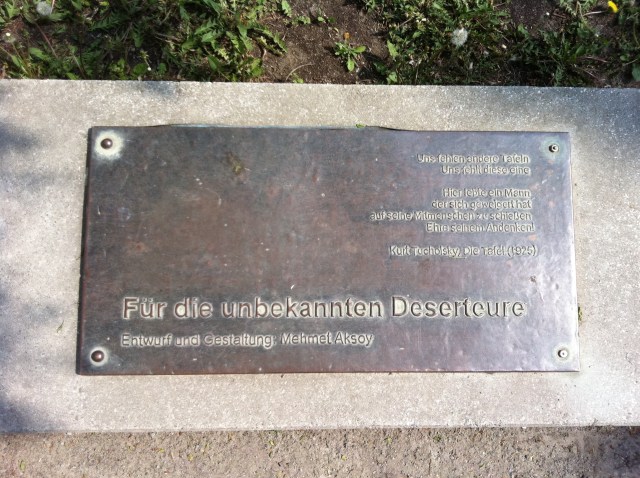 Uns fehlen andere Tafeln
Uns fehlt diese eine
Hier lebte ein Mann
der sich geweigert hat
auf seine Mitmenschen zu schießen
Ehre seinem Andenken!
Kurt Tucholsky, Die Tafel (1925)
Für die unbekannten Deserteure
Entwurf und Gestaltung: Mehmet Aksoy